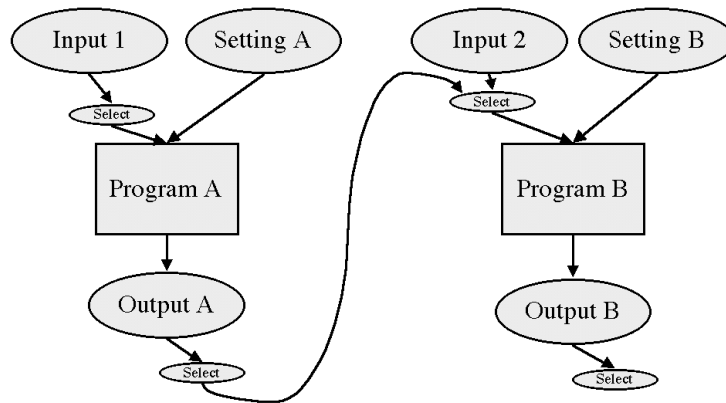 Input 1
Setting A
Input 2
Setting B
Select
Select
Program A
Program B
Output A
Output B
Select
Select